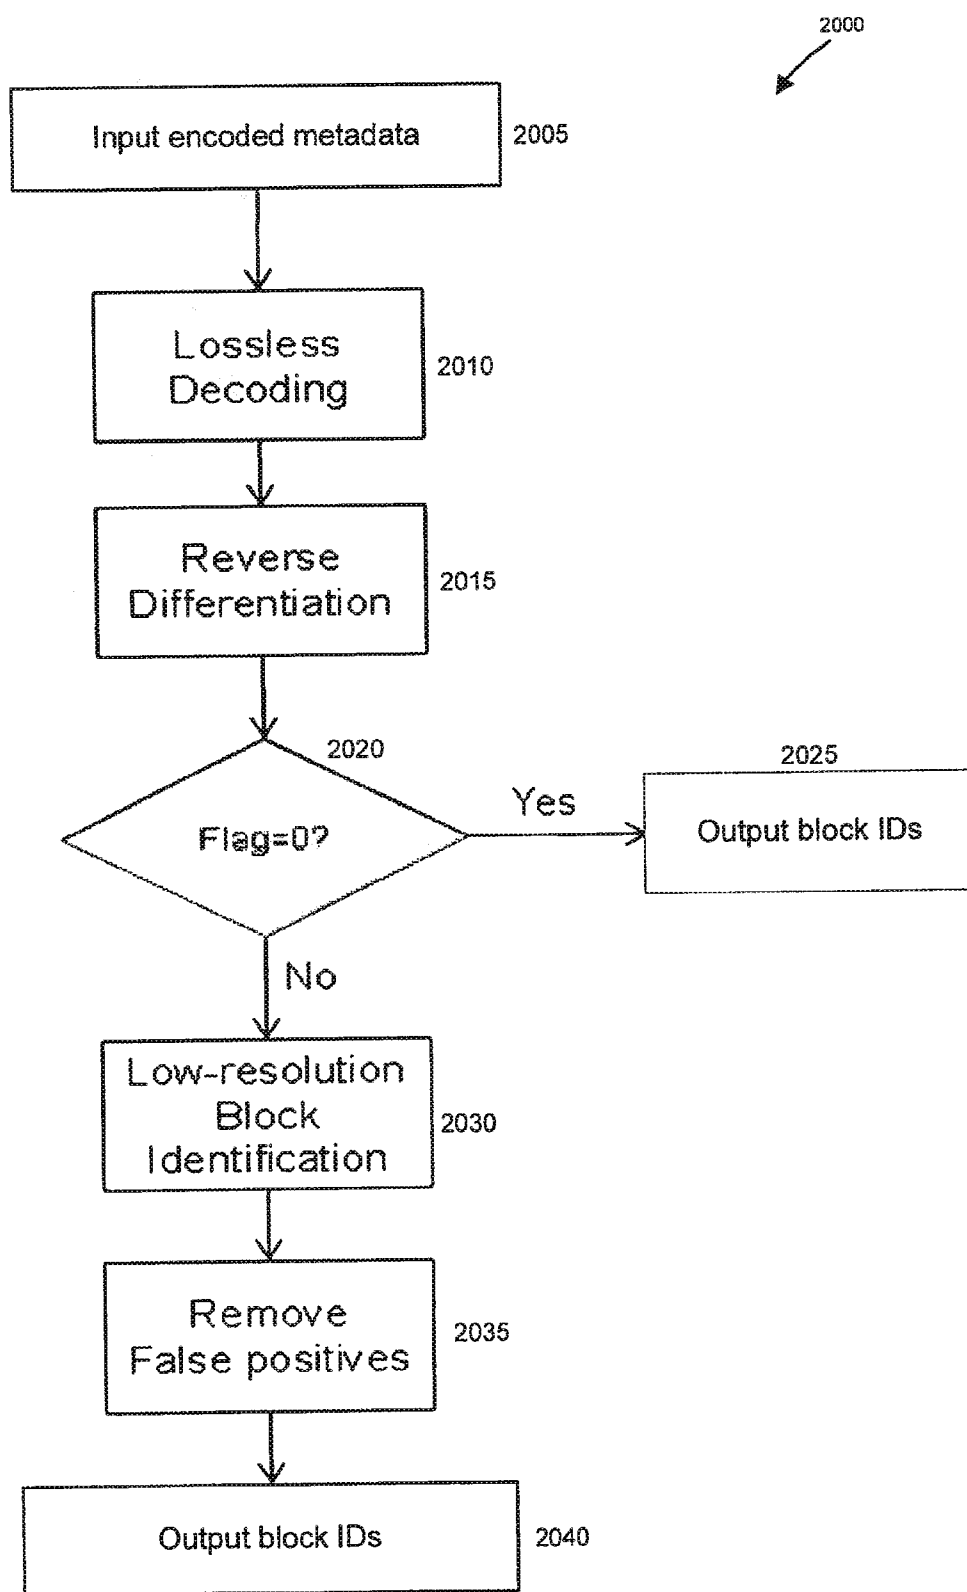 2000
Input encoded metadata
2005
Lossless
Decoding
2010
Reverse
Differentiation
2015
2020
Flag=0?
Yes
2025
Output block IDs
No
Low-resolution
Block
Identification
2030
Remove
False positives
2035
Output block IDs
2040